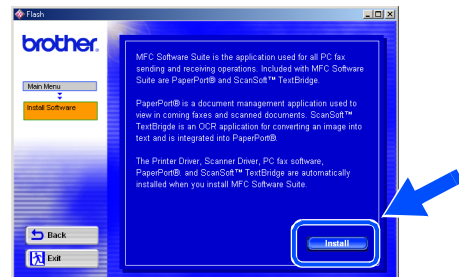 Flash
brother.
Main Menu
Install Software
MFC Software Suite is the application used for all PC fax
sending and receiving operations. Included with MFC Software
Suite are PaperPort® and ScanSoft™ TextBridge.
PaperPort® is a document management application used to
view in coming faxes and scanned documents. ScanSoft™
TextBrigde is an OCR application for converting an image into
text and is integrated into PaperPort®.
The Printer Driver, Scanner Driver, PC fax software,
PaperPort®. and ScanSoft™ TextBridge are automatically
installed when you install MFC Software Suite.
Back
Install
Exit